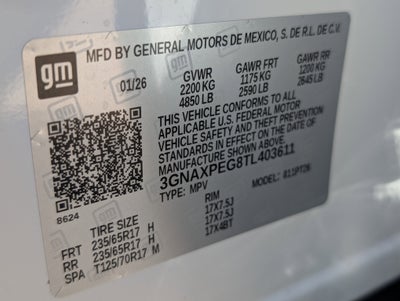 gm
MFD BY GENERAL MOTORS DE MEXICO, S. DE R.L. DE C.V.
01/26 GVWR GAWR FRT GAWR RR
2200 KG 1175 KG 1200 KG
4850 LB 2590 LB 2645 LB
THIS VEHICLE CONFORMS TO ALL
APPLICABLE U.S. FEDERAL MOTOR
VEHICLE SAFETY AND THEFT PREVENTION
STANDARDS IN EFFECT ON THE DATE OF
MANUFACTURE SHOWN ABOVE.
3GNAXPEG8TL403611
TYPE: MPV MODEL: 811PT26
8624
TIRE SIZE RIM
FRT 235/65R17 H 17X7.5J
RR 235/65R17 H 17X7.5J
SPA T125/70R17 M 17X4BT